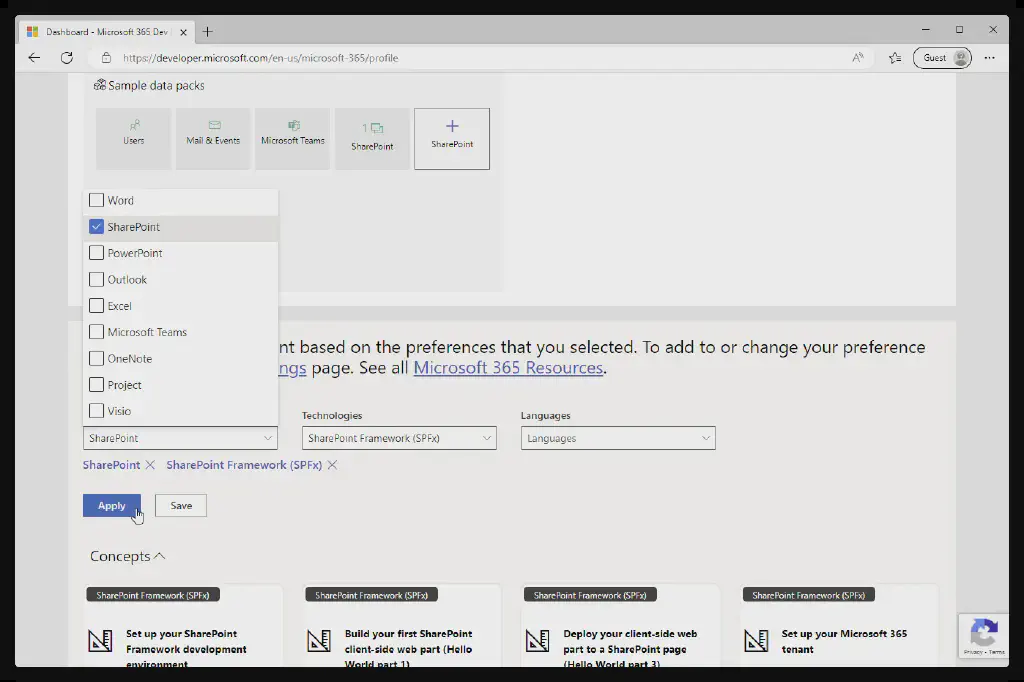 Dashboard - Microsoft 365 Dev
https://developer.microsoft.com/en-us/microsoft-365/profile
Guest
Sample data packs
Users
Mail & Events
Microsoft Teams
1
SharePoint
SharePoint
Word
SharePoint
PowerPoint
Outlook
Excel
Microsoft Teams
OneNote
Project
Visio
nt based on the preferences that you selected. To add to or change your preference
ngs page. See all Microsoft 365 Resources.
Technologies
Languages
SharePoint
SharePoint Framework (SPFx)
Languages
SharePoint
SharePoint Framework (SPFx)
Apply
Save
Concepts
SharePoint Framework (SPFx)
Set up your SharePoint
Framework development
environment
SharePoint Framework (SPFx)
Build your first SharePoint
client-side web part (Hello
World part 1)
SharePoint Framework (SPFx)
Deploy your client-side web
part to a SharePoint page
(Hello World part 3)
SharePoint Framework (SPFx)
Set up your Microsoft 365
tenant
Privacy - Terms